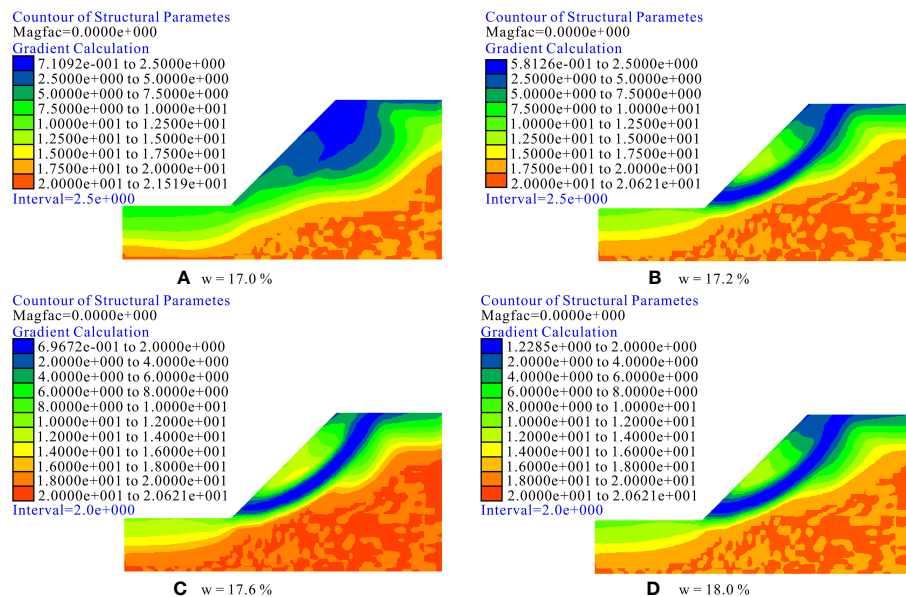 Countour of Structural Parametes
Magfac=0.0000e+000
Gradient Calculation
7.1092e-001 to 2.5000e+000
2.5000e+000 to 5.0000e+000
5.0000e+000 to 7.5000e+000
7.5000e+000 to 1.0000e+001
1.0000e+001 to 1.2500e+001
1.2500e+001 to 1.5000e+001
1.5000e+001 to 1.7500e+001
1.7500e+001 to 2.0000e+001
2.0000e+001 to 2.1519e+001
Interval=2.5e+000
A w = 17.0 %
Countour of Structural Parametes
Magfac=0.0000e+000
Gradient Calculation
5.8126e-001 to 2.5000e+000
2.5000e+000 to 5.0000e+000
5.0000e+000 to 7.5000e+000
7.5000e+000 to 1.0000e+001
1.0000e+001 to 1.2500e+001
1.2500e+001 to 1.5000e+001
1.5000e+001 to 1.7500e+001
1.7500e+001 to 2.0000e+001
2.0000e+001 to 2.0621e+001
Interval=2.5e+000
B w = 17.2 %
Countour of Structural Parametes
Magfac=0.0000e+000
Gradient Calculation
6.9672e-001 to 2.0000e+000
2.0000e+000 to 4.0000e+000
4.0000e+000 to 6.0000e+000
6.0000e+000 to 8.0000e+000
8.0000e+000 to 1.0000e+001
1.0000e+001 to 1.2000e+001
1.2000e+001 to 1.4000e+001
1.4000e+001 to 1.6000e+001
1.6000e+001 to 1.8000e+001
1.8000e+001 to 2.0000e+001
2.0000e+001 to 2.0621e+001
Interval=2.0e+000
C w = 17.6 %
Countour of Structural Parametes
Magfac=0.0000e+000
Gradient Calculation
1.2285e+000 to 2.0000e+000
2.0000e+000 to 4.0000e+000
4.0000e+000 to 6.0000e+000
6.0000e+000 to 8.0000e+000
8.0000e+000 to 1.0000e+001
1.0000e+001 to 1.2000e+001
1.2000e+001 to 1.4000e+001
1.4000e+001 to 1.6000e+001
1.6000e+001 to 1.8000e+001
1.8000e+001 to 2.0000e+001
2.0000e+001 to 2.0621e+001
Interval=2.0e+000
D w = 18.0 %